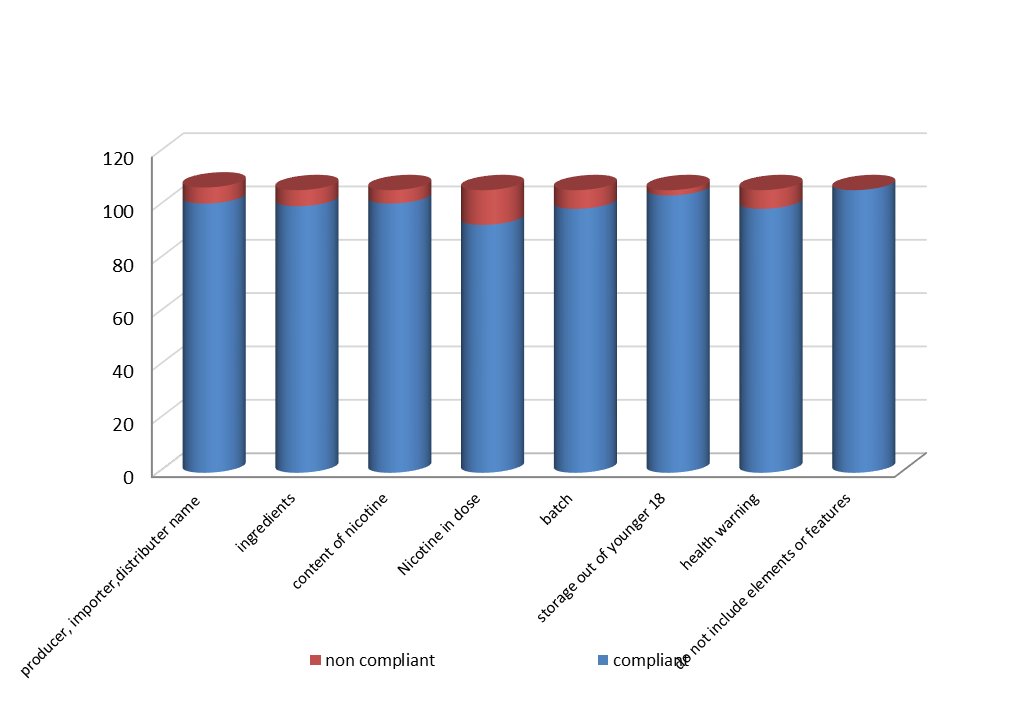 120
100
80
60
40
20
0
producer, importer,distributer name
ingredients
content of nicotine
Nicotine in dose
batch
storage out of younger 18
health warning
do not include elements or features
non compliant
compliant